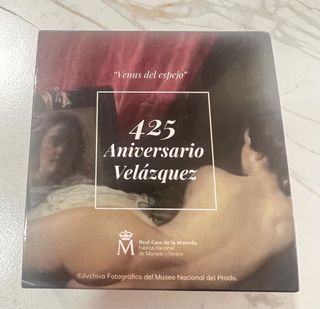 "Venus del espejo"
425
Aniversario
Velázquez
Real Casa de la Moneda
Fábrica Nacional
de Moneda y Timbre
©Archivo Fotográfico del Museo Nacional del Prado.